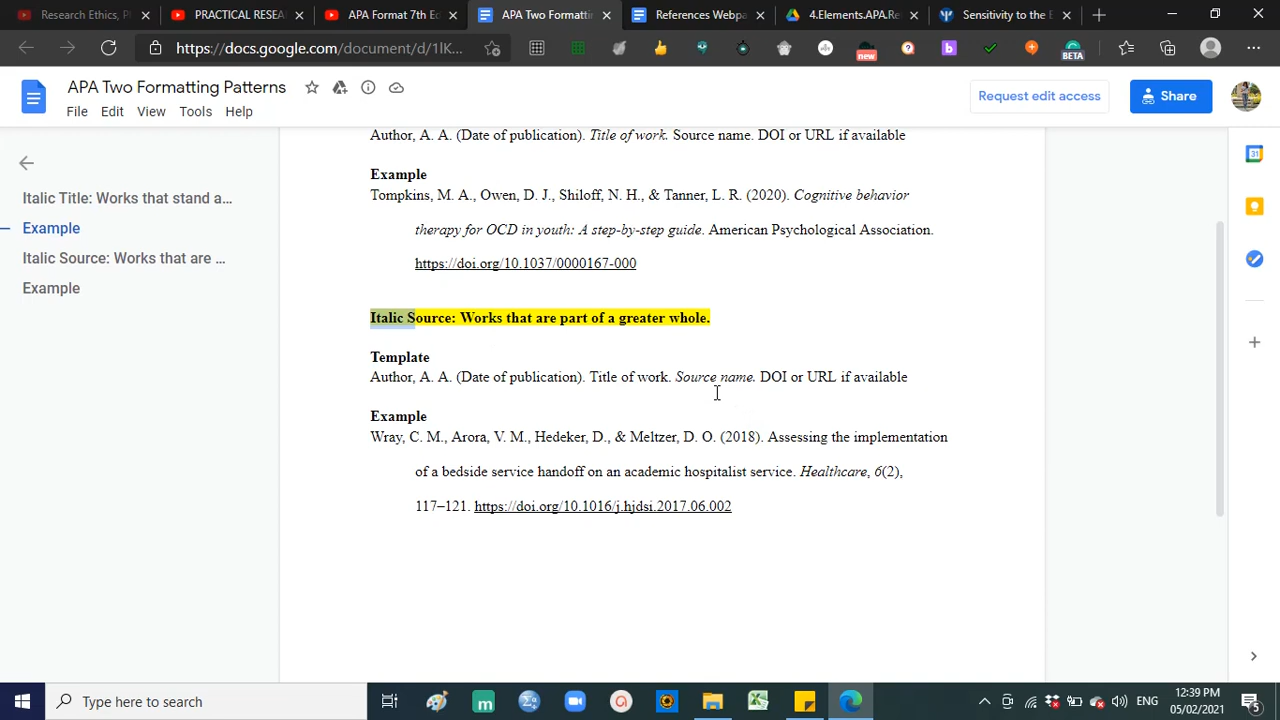 Research Ethics, P
PRACTICAL RESEA
APA Format 7th Ed
APA Two Formatti
References Webpa
4.Elements.APA.Re
Sensitivity to the E
https://docs.google.com/document/d/1lK...
new
BETA
APA Two Formatting Patterns
File Edit View Tools Help
Request edit access
Share
Italic Title: Works that stand a...
Example
Italic Source: Works that are ...
Example
Author, A. A. (Date of publication). Title of work. Source name. DOI or URL if available
Example
Tompkins, M. A., Owen, D. J., Shiloff, N. H., & Tanner, L. R. (2020). Cognitive behavior
therapy for OCD in youth: A step-by-step guide. American Psychological Association.
https://doi.org/10.1037/0000167-000
Italic Source: Works that are part of a greater whole.
Template
Author, A. A. (Date of publication). Title of work. Source name. DOI or URL if available
Example
Wray, C. M., Arora, V. M., Hedeker, D., & Meltzer, D. O. (2018). Assessing the implementation
of a bedside service handoff on an academic hospitalist service. Healthcare, 6(2),
117–121. https://doi.org/10.1016/j.hjdsi.2017.06.002
31
Type here to search
ENG
12:39 PM
05/02/2021
5